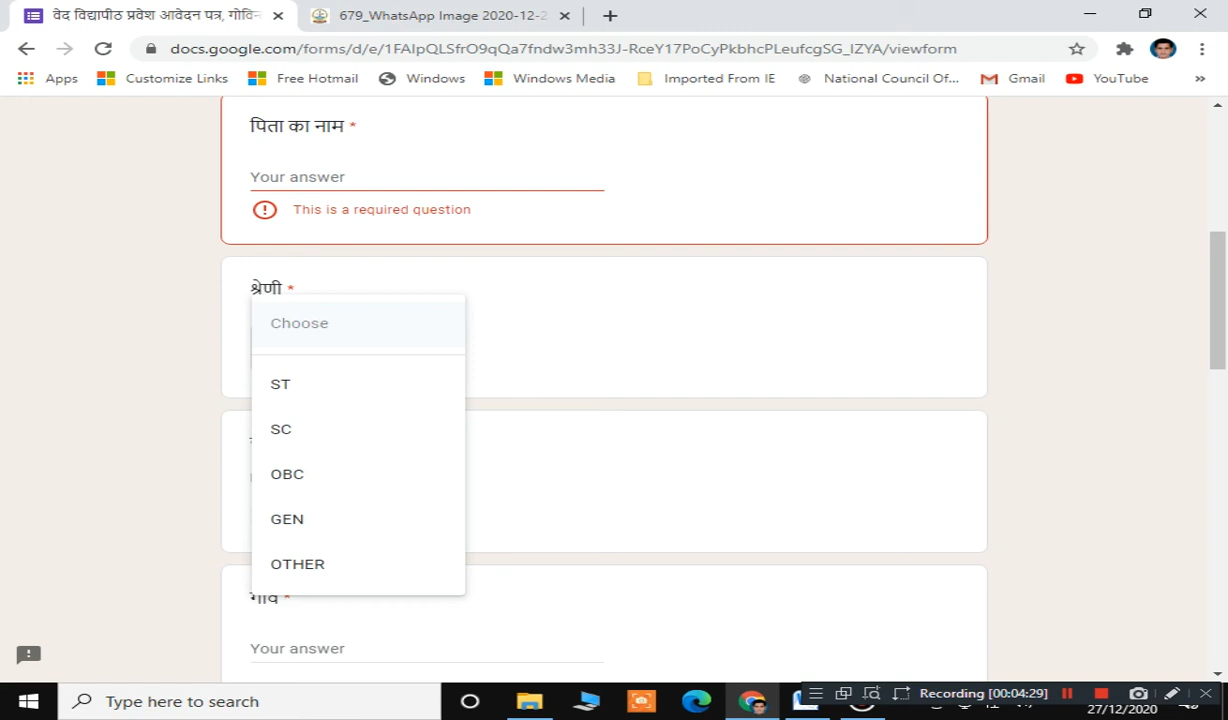 वेद विद्यापीठ प्रवेश आवेदन पत्र, गोविन
679_WhatsApp Image 2020-12-2
docs.google.com/forms/d/e/1FAIpQLSfrO9qQa7fndw3mh33J-RceY17PoCyPkbhcPLeufcgSG_IZYA/viewform
Apps
Customize Links
Free Hotmail
Windows
Windows Media
Imported From IE
National Council Of...
Gmail
YouTube
»
पिता का नाम *
Your answer
This is a required question
श्रेणी *
Choose
ST
SC
OBC
GEN
OTHER
गांव *
Your answer
Type here to search
Recording [00:04:29]
27/12/2020